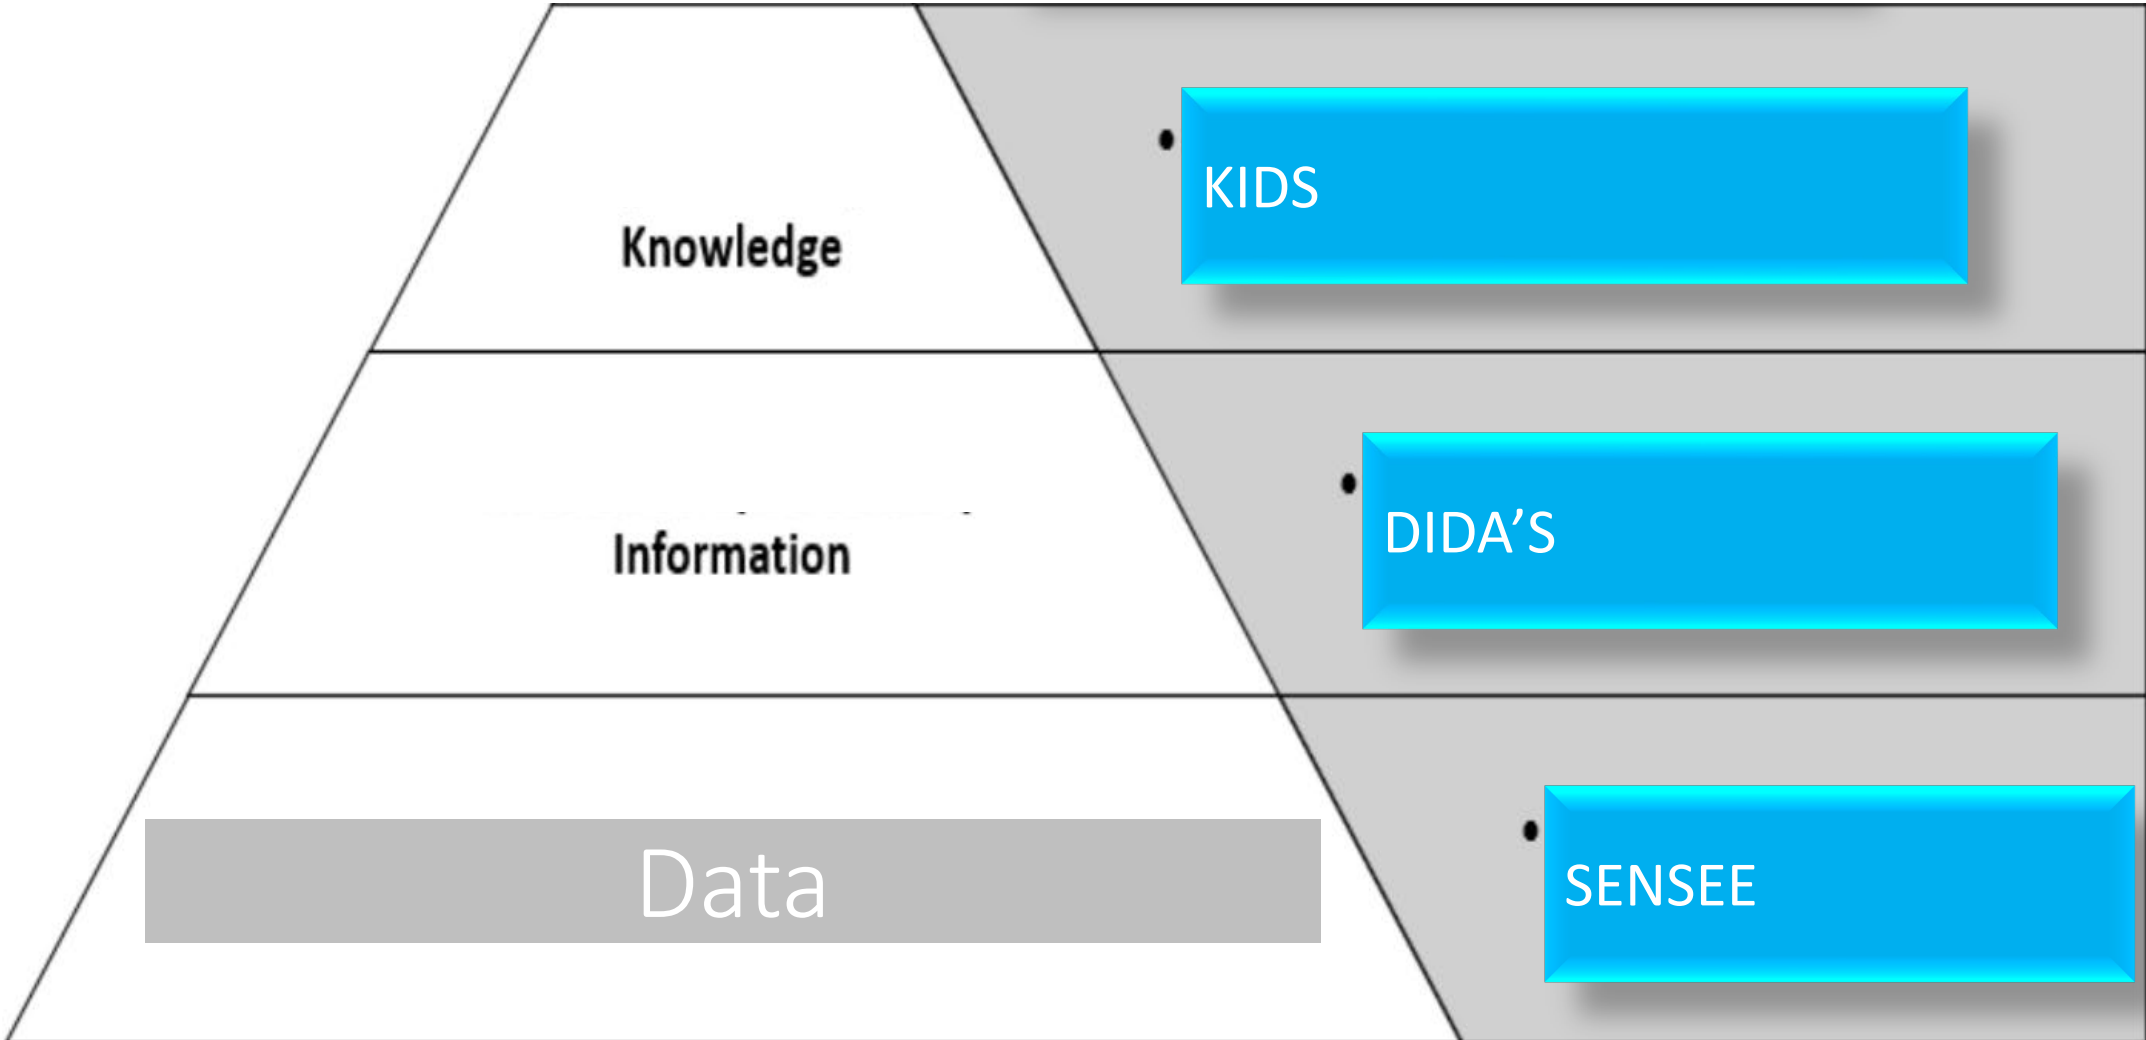 Knowledge
• KIDS
Information
• DIDA’S
Data
• SENSEE